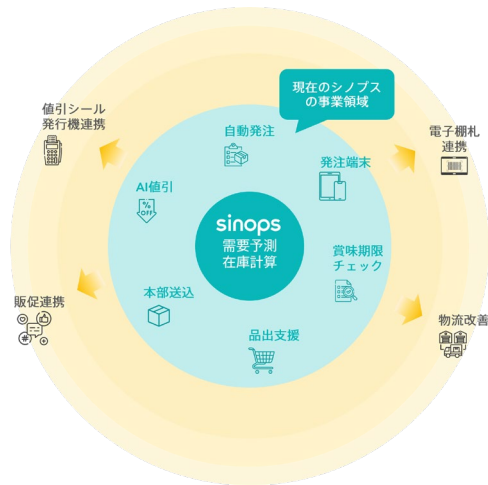 現在のシノプス
の事業領域
値引シール
発行機連携
電子棚札
連携
自動発注
発注端末
AI値引
%
OFF
sinops
需要予測
在庫計算
賞味期限
チェック
本部送込
販促連携
#
品出支援
物流改善